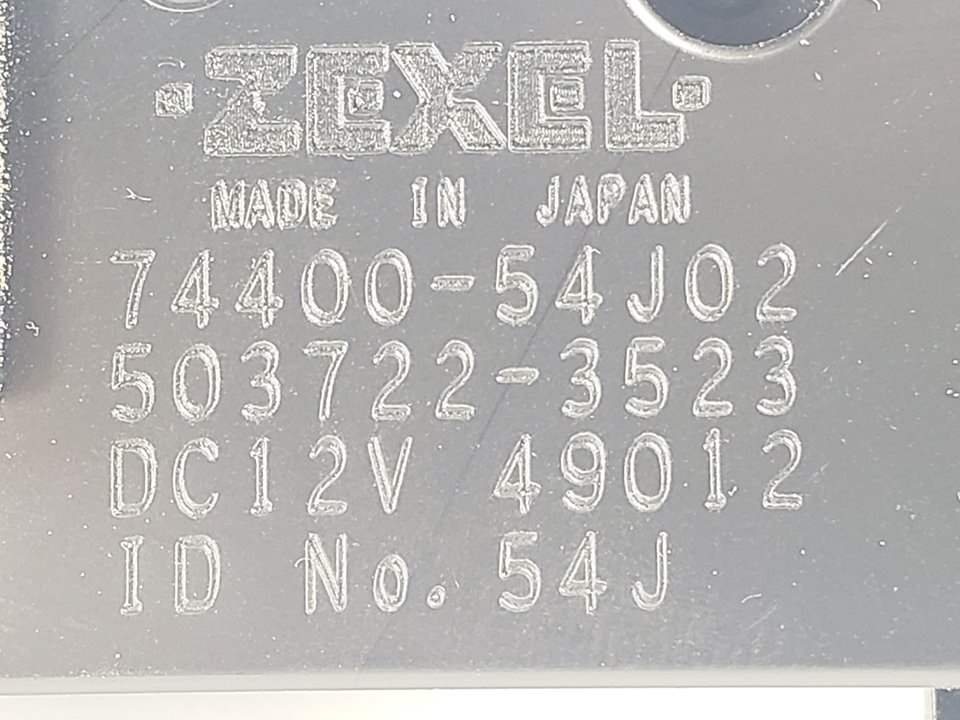 ·ZEXEL·
MADE IN JAPAN
74400-54J02
503722-3523
DC12V 49012
ID No. 54J